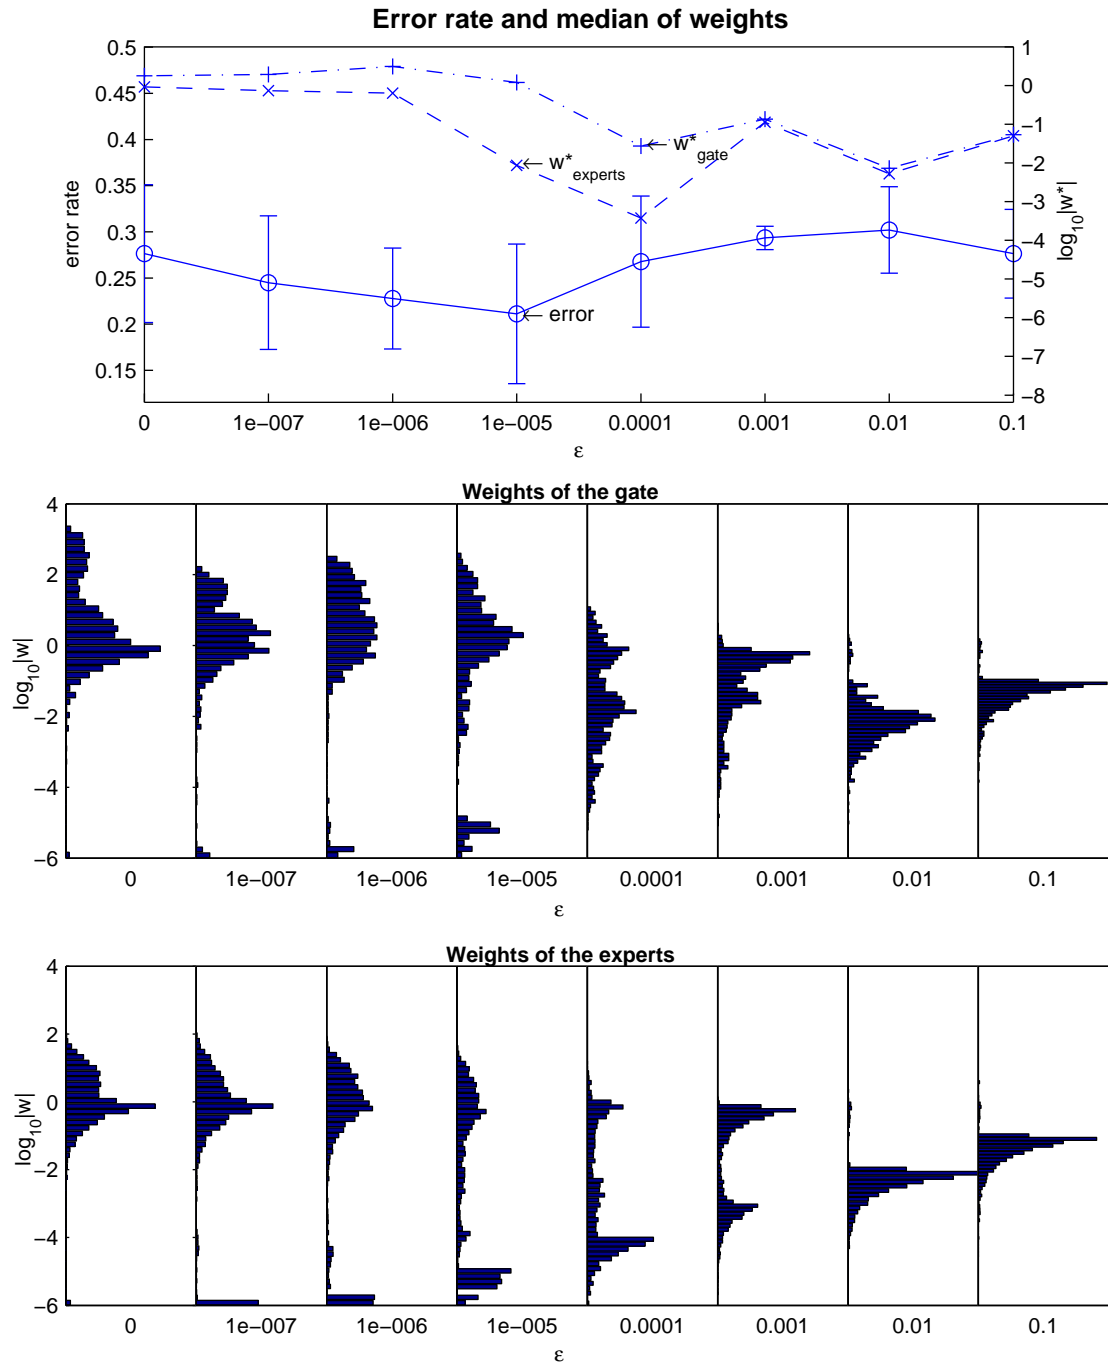 Error rate and median of weights
0.5
0.45
0.4
0.35
0.3
0.25
0.2
0.15
error rate
1
0
−1
−2
−3
−4
−5
−6
−7
−8
log10|w*|
w*gate
w*experts
error
0 1e−007 1e−006 1e−005 0.0001 0.001 0.01 0.1
ε
Weights of the gate
4
2
0
−2
−4
−6
log10|w|
0 1e−007 1e−006 1e−005 0.0001 0.001 0.01 0.1
ε
Weights of the experts
4
2
0
−2
−4
−6
log10|w|
0 1e−007 1e−006 1e−005 0.0001 0.001 0.01 0.1
ε